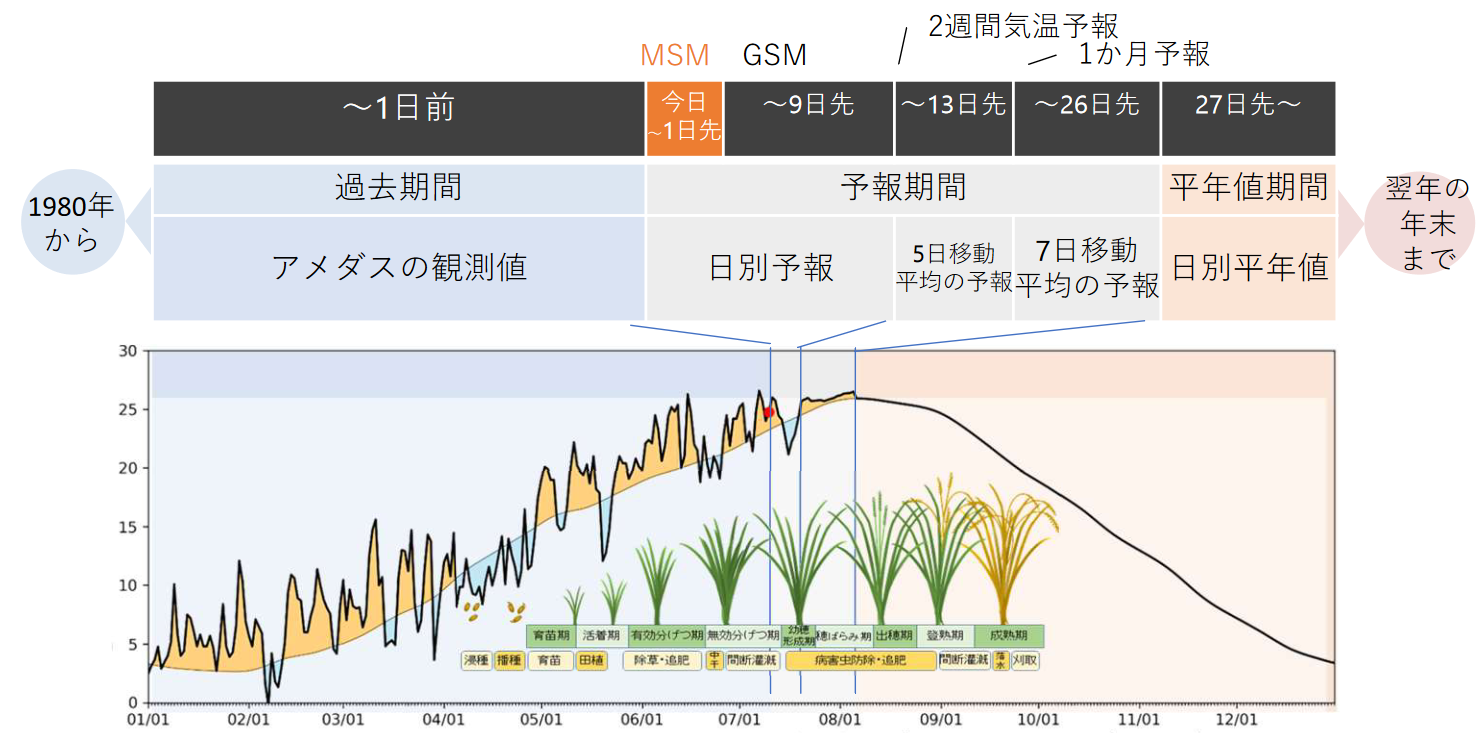 2週間気温予報
MSM GSM 1か月予報
～1日前
今日
～1日先
～9日先
～13日先
～26日先
27日先～
過去期間
予報期間
平年値期間
1980年
から
翌年の
年末
まで
アメダスの観測値
日別予報
5日移動
平均の予報
7日移動
平均の予報
日別平年値
30
25
20
15
10
5
0
育苗期
活着期
有効分げつ期
無効分げつ期
幼穂
形成期
穂ばらみ期
出穂期
登熟期
成熟期
浸種
播種
育苗
田植
除草・追肥
中
干
間断灌漑
病害虫防除・追肥
間断灌漑
落
水
刈取
01/01 02/01 03/01 04/01 05/01 06/01 07/01 08/01 09/01 10/01 11/01 12/01